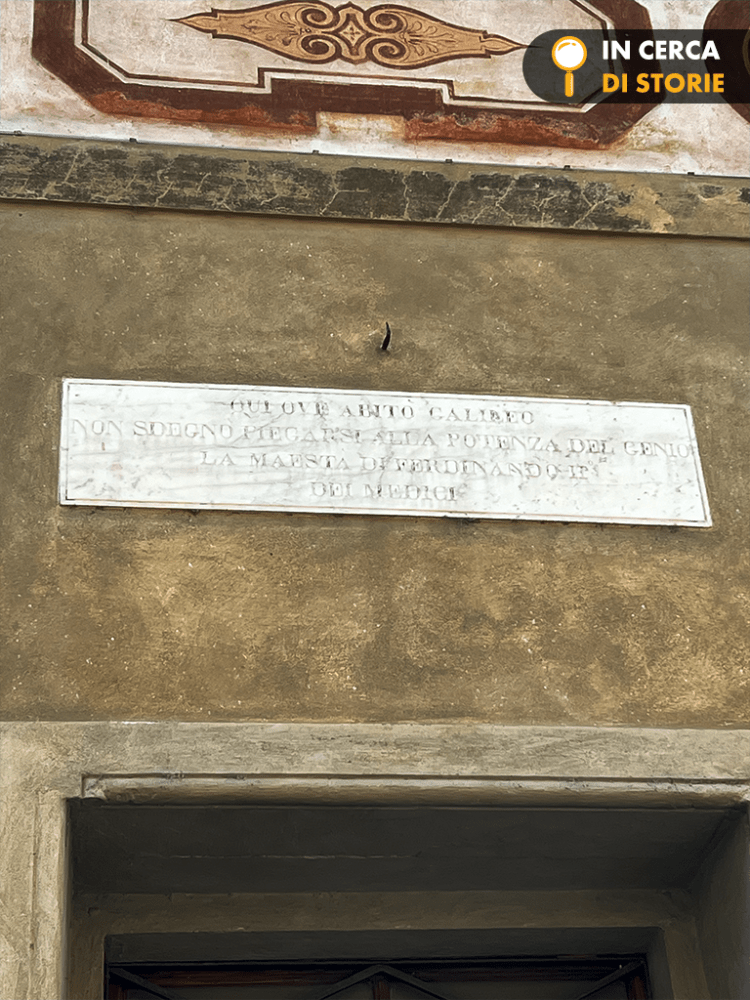 IN CERCA
DI STORIE
QUI OVE ABITÒ GALILEO
NON SDEGNÒ PIEGARSI ALLA POTENZA DEL GENIO
LA MAESTÀ DI FERDINANDO II
DEI MEDICI